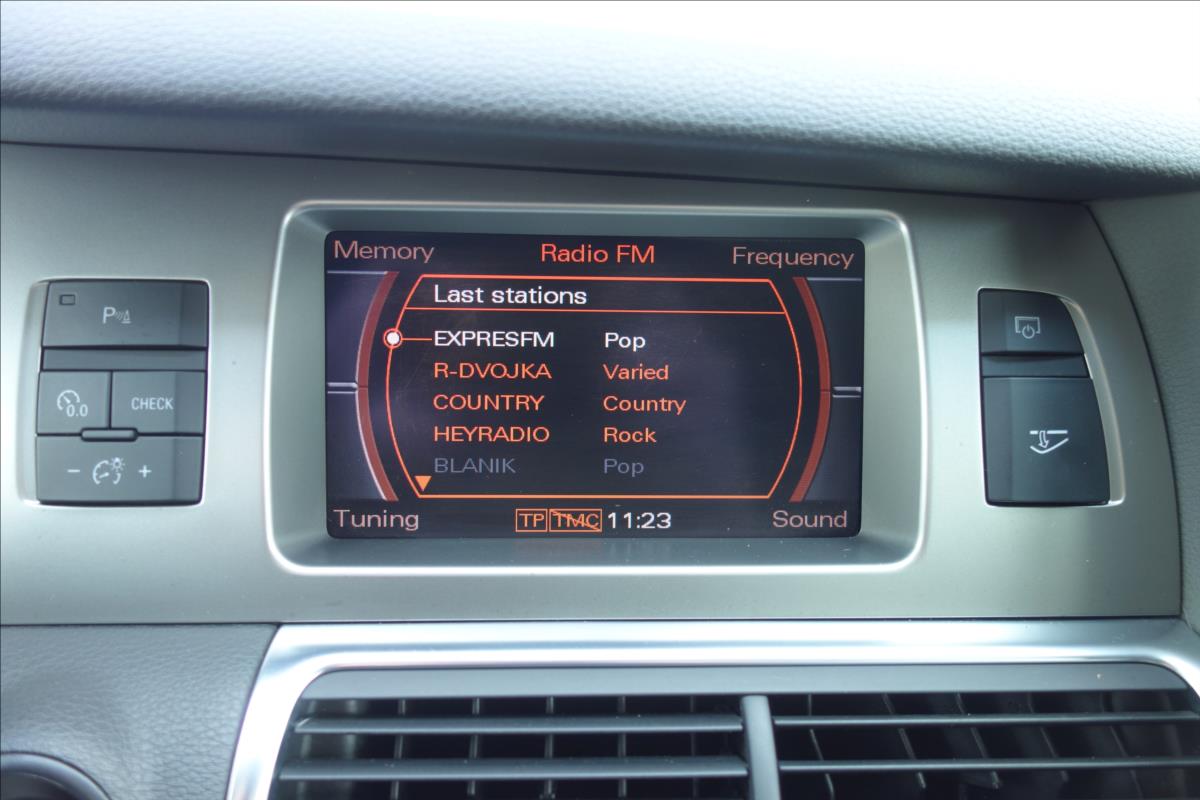 Memory Radio FM Frequency
Last stations
EXPRESFM Pop
R-DVOJKA Varied
COUNTRY Country
HEYRADIO Rock
BLANIK Pop
Tuning TP TMC 11:23 Sound
P
0.0 CHECK
- +